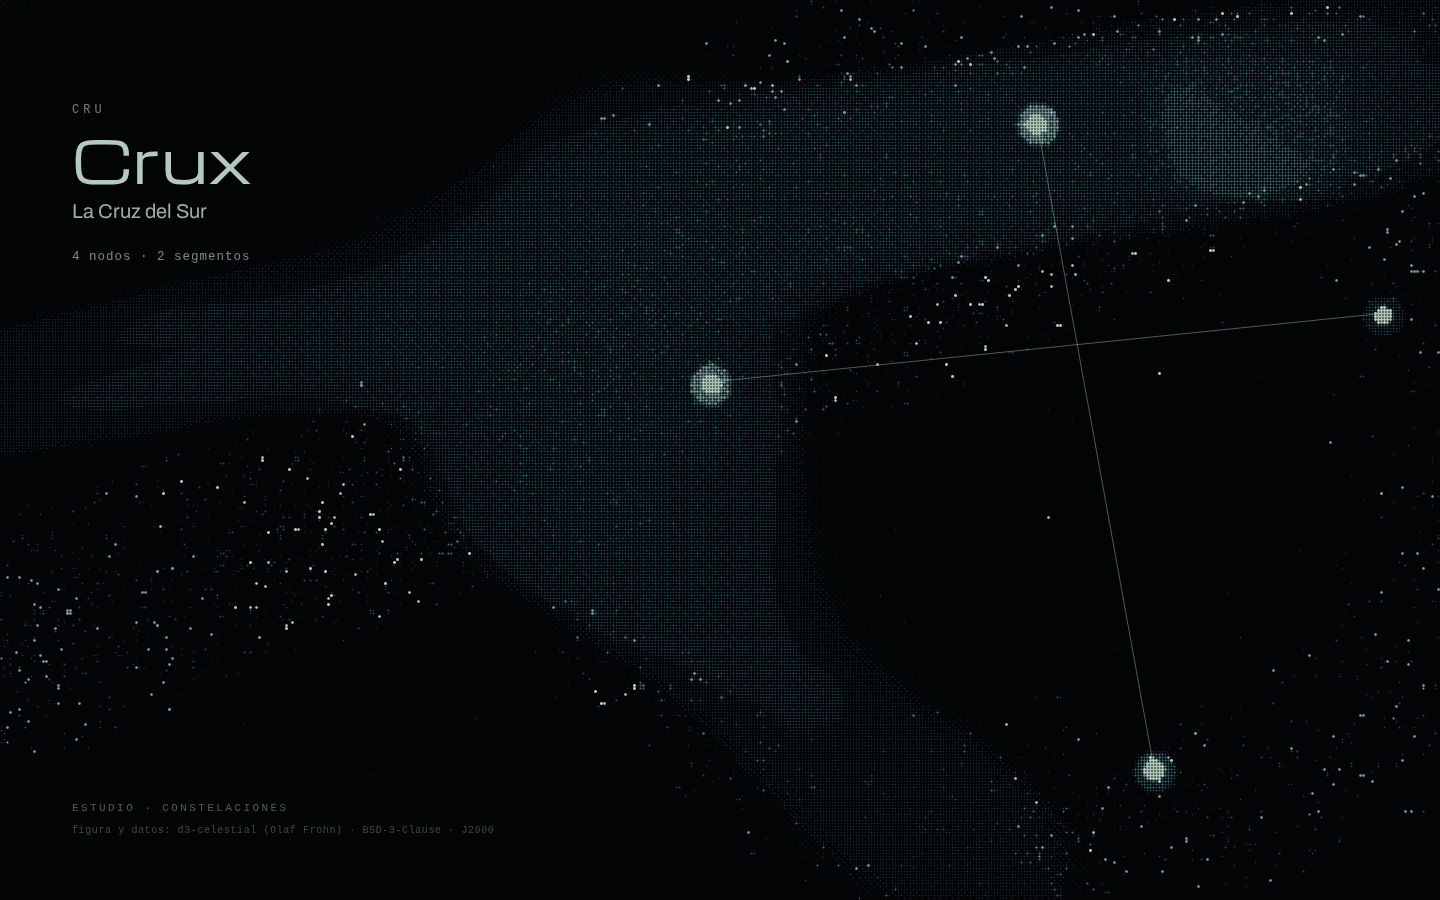 CRU
Crux
La Cruz del Sur
4 nodos · 2 segmentos
ESTUDIO · CONSTELACIONES
figura y datos: d3-celestial (Olaf Frohn) · BSD-3-Clause · J2000